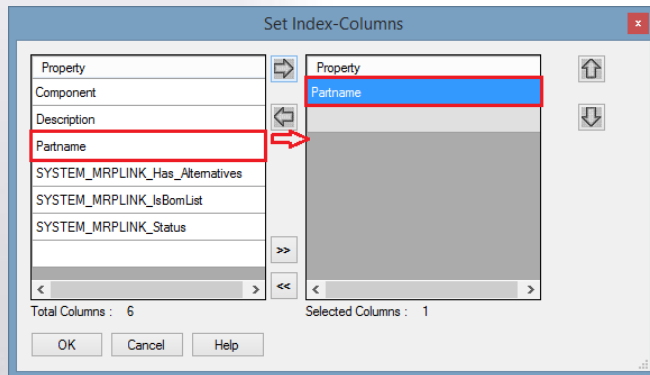 Set Index-Columns
x
Property
Component
Description
Partname
SYSTEM_MRPLINK_Has_Alternatives
SYSTEM_MRPLINK_IsBomList
SYSTEM_MRPLINK_Status
>>
<<
Property
Partname
Total Columns : 6
Selected Columns : 1
OK Cancel Help